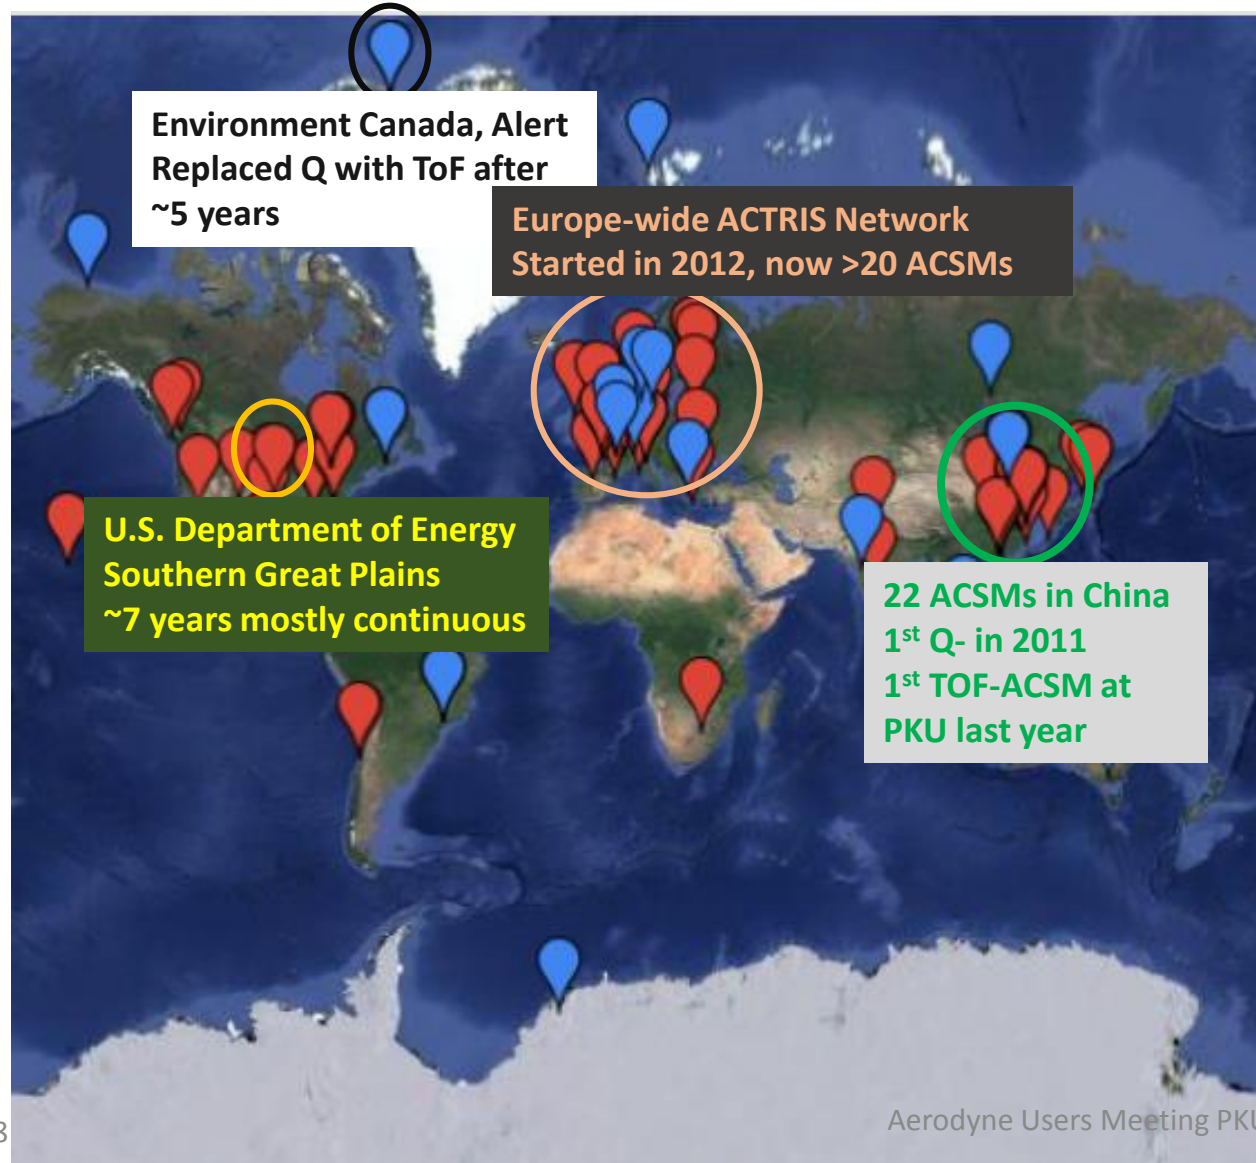 Environment Canada, Alert
Replaced Q with ToF after
~5 years
Europe-wide ACTRIS Network
Started in 2012, now >20 ACSMs
U.S. Department of Energy
Southern Great Plains
~7 years mostly continuous
22 ACSMs in China
1st Q- in 2011
1st TOF-ACSM at
PKU last year
8
Aerodyne Users Meeting PKU